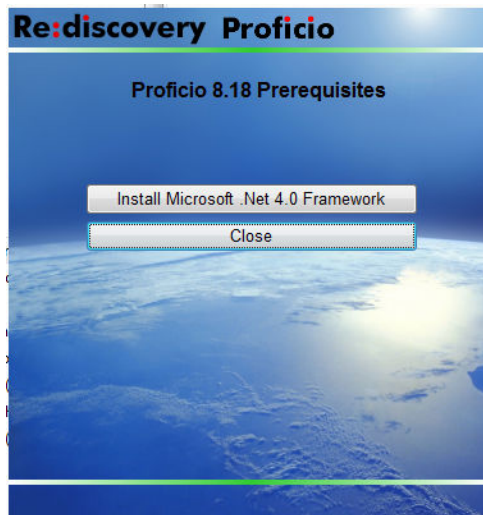 Re:discovery Proficio
Proficio 8.18 Prerequisites
Install Microsoft .Net 4.0 Framework
Close